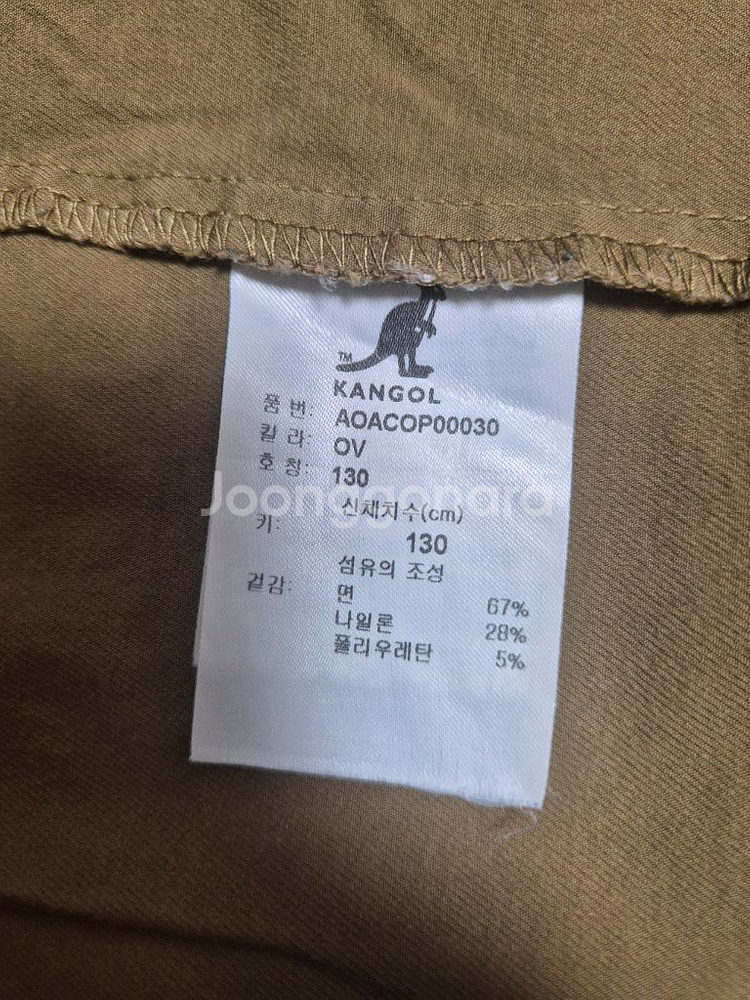 TM
KANGOL
품 번: AOACOP00030
칼 라: OV
호 칭: 130
신체치수(cm)
키: 130
섬유의 조성
겉감: 면 67%
나일론 28%
폴리우레탄 5%
Joonggonara